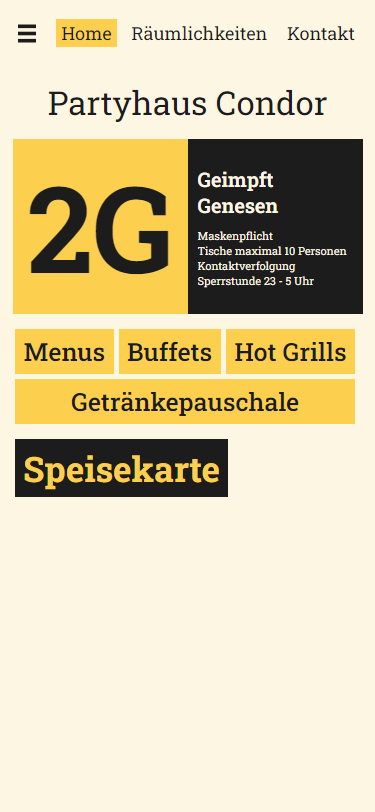 Home Räumlichkeiten Kontakt
Partyhaus Condor
2G
Geimpft
Genesen
Maskenpflicht
Tische maximal 10 Personen
Kontaktverfolgung
Sperrstunde 23 - 5 Uhr
Menus Buffets Hot Grills
Getränkepauschale
Speisekarte